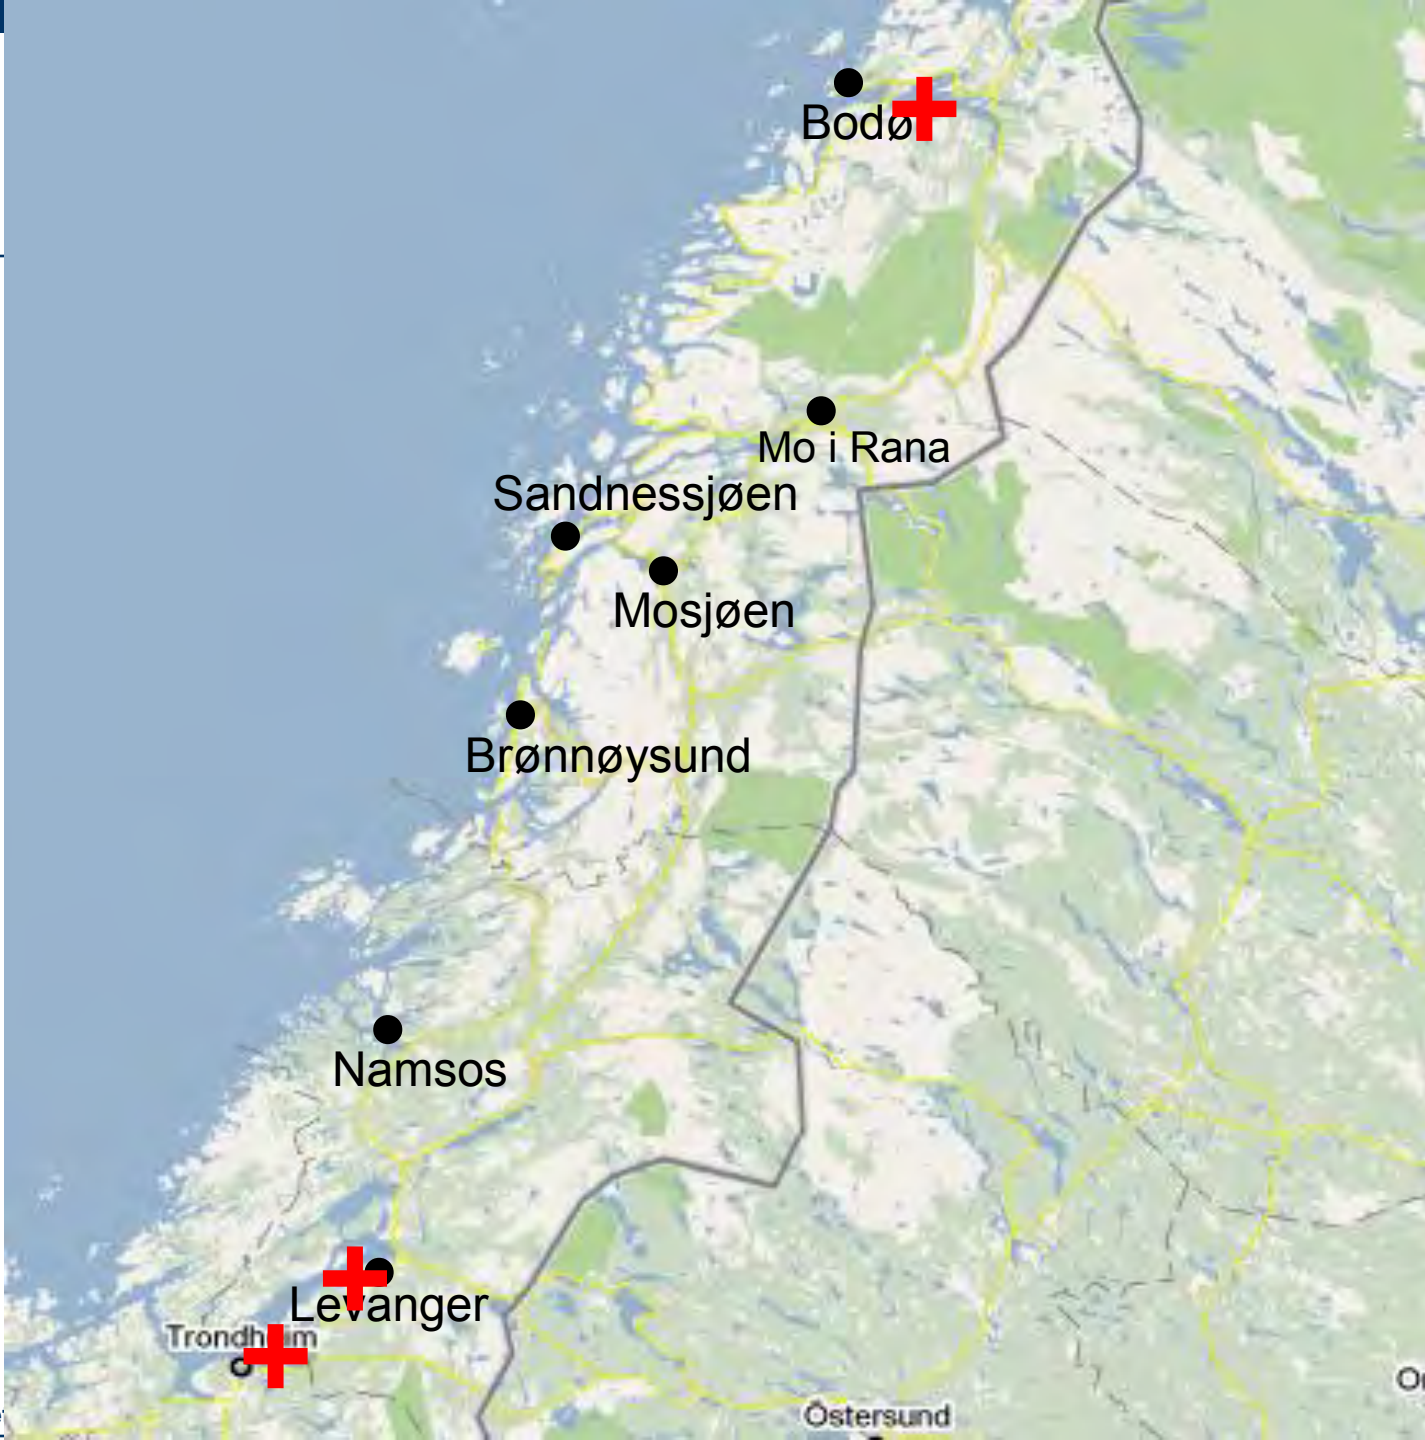 Bodø
Mo i Rana
Sandnessjøen
Mosjøen
Brønnøysund
Namsos
Levanger
Trondheim
Östersund